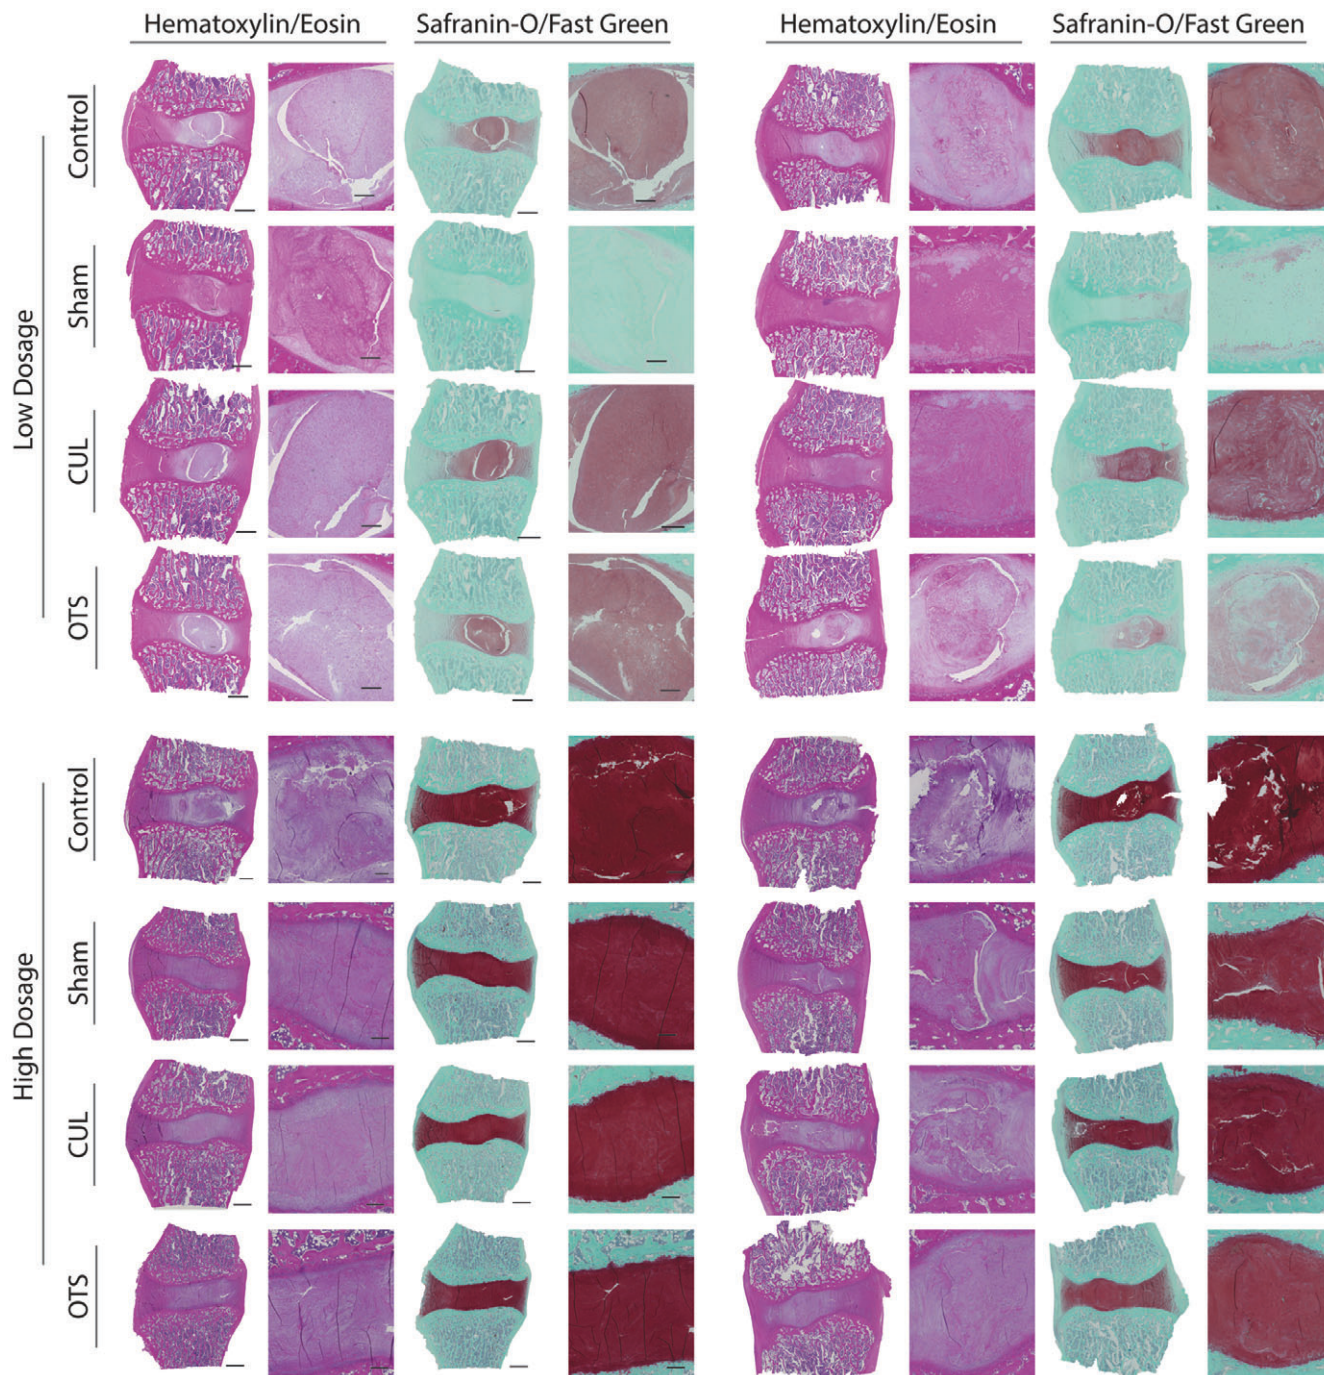 Hematoxylin/Eosin Safranin-O/Fast Green Hematoxylin/Eosin Safranin-O/Fast Green
Low Dosage
Control
Sham
CUL
OTS
High Dosage
Control
Sham
CUL
OTS